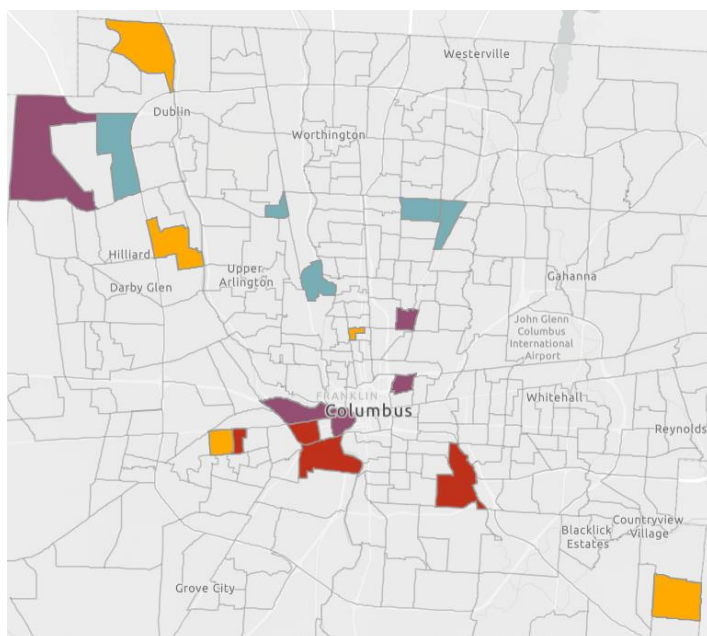 Westerville
Dublin
Worthington
Hilliard
Upper
Arlington
Gahanna
Darby Glen
John Glenn
Columbus
International
Airport
FRANKLIN
Columbus
Whitehall
Reynolds
Blacklick
Estates
Countryview
Village
Grove City